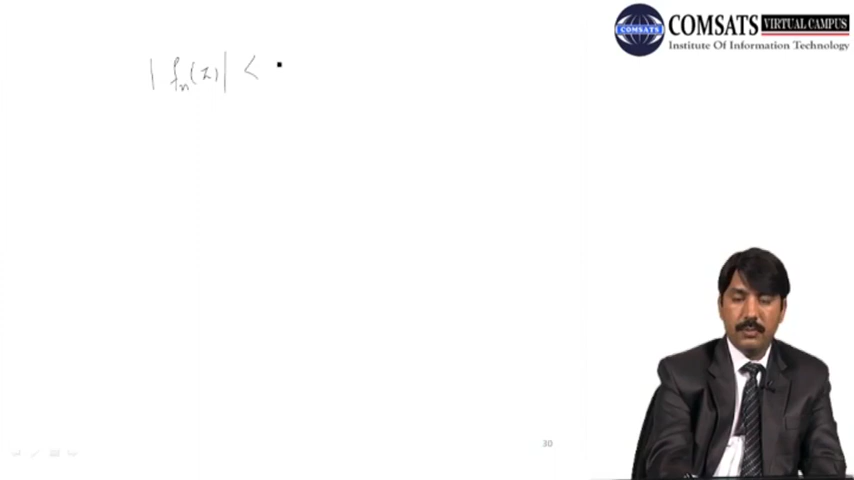 COMSATS
COMSATS VIRTUAL CAMPUS
Institute Of Information Technology
| fn(z)| <
30